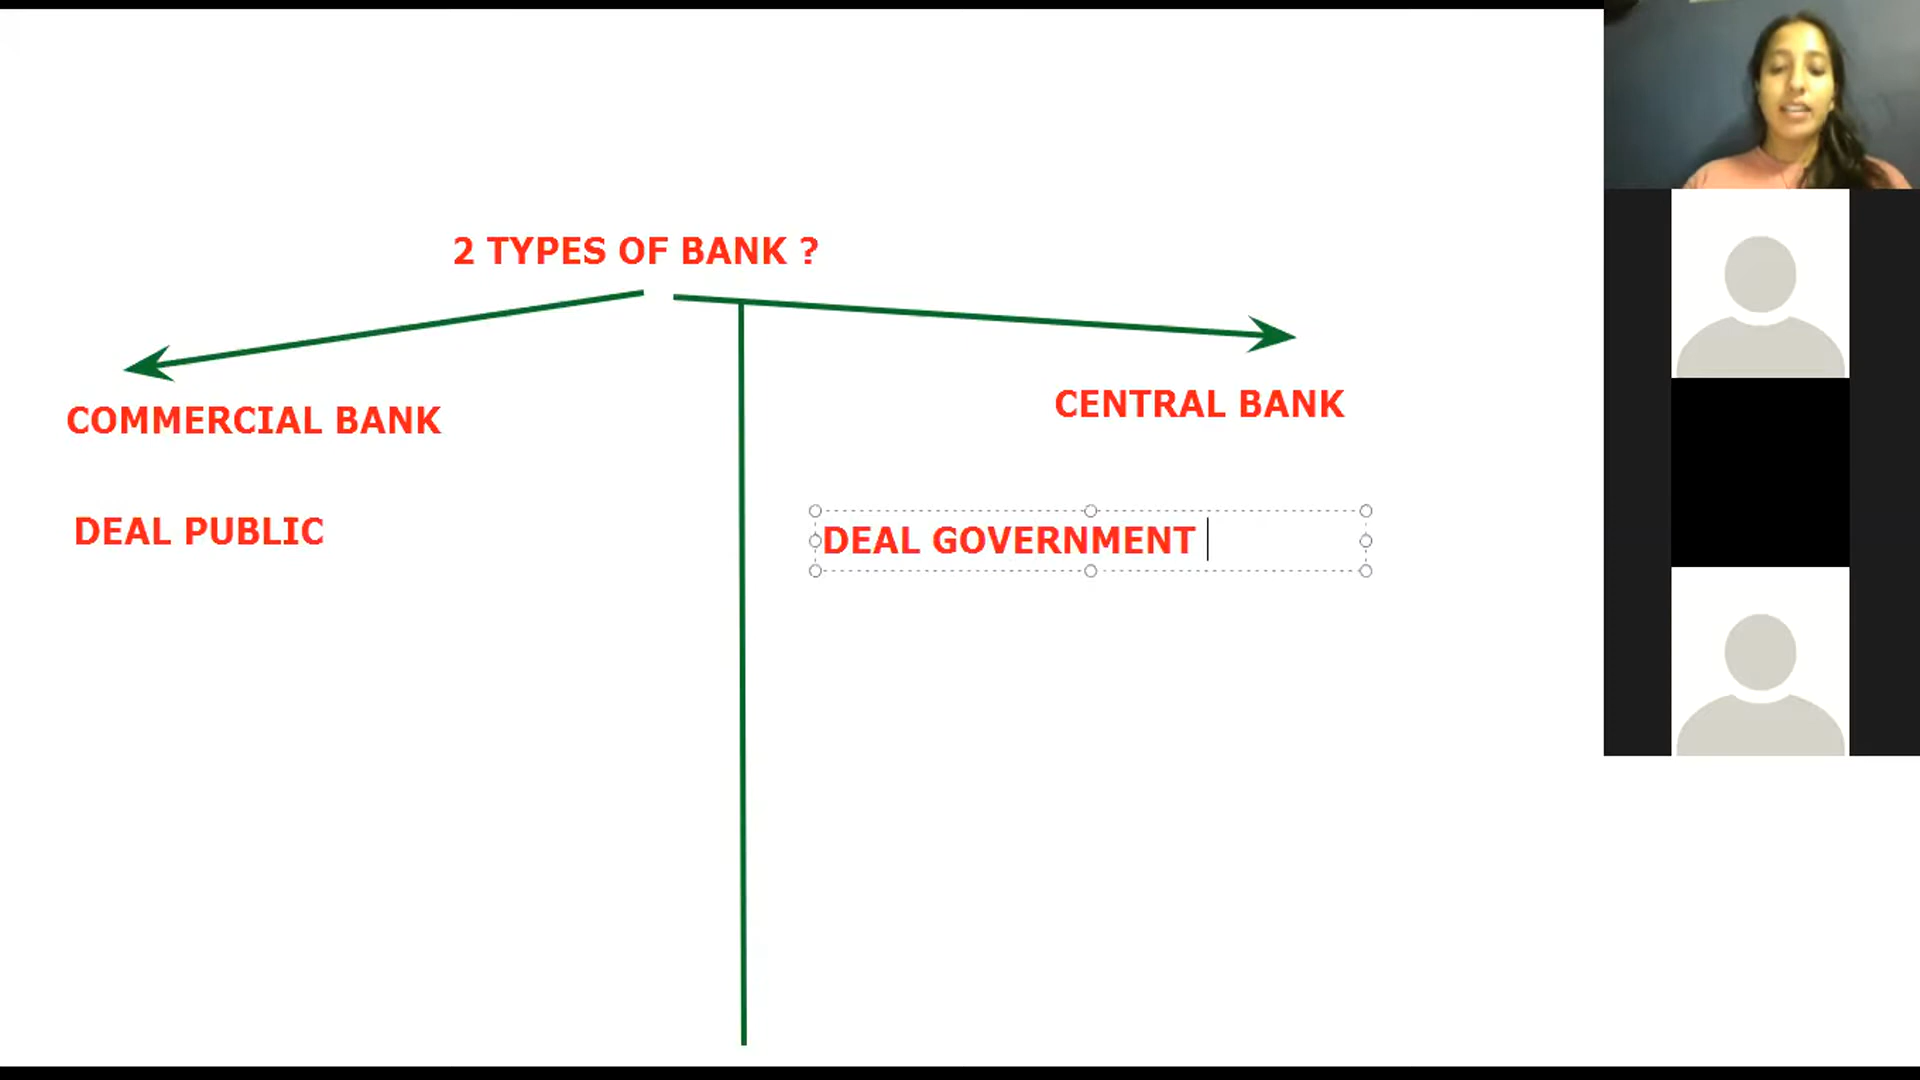 2 TYPES OF BANK ?
COMMERCIAL BANK
CENTRAL BANK
DEAL PUBLIC
DEAL GOVERNMENT